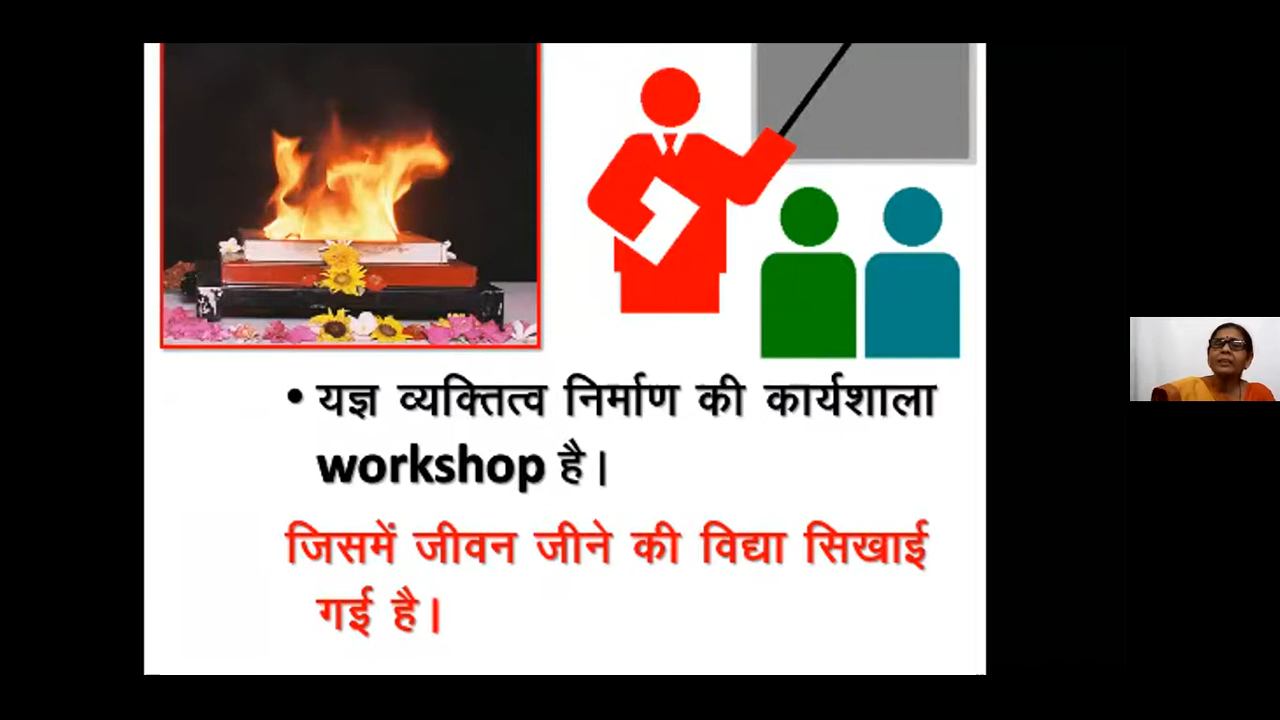 • यज्ञ व्यक्तित्व निर्माण की कार्यशाला
workshop है।
जिसमें जीवन जीने की विद्या सिखाई
गई है।